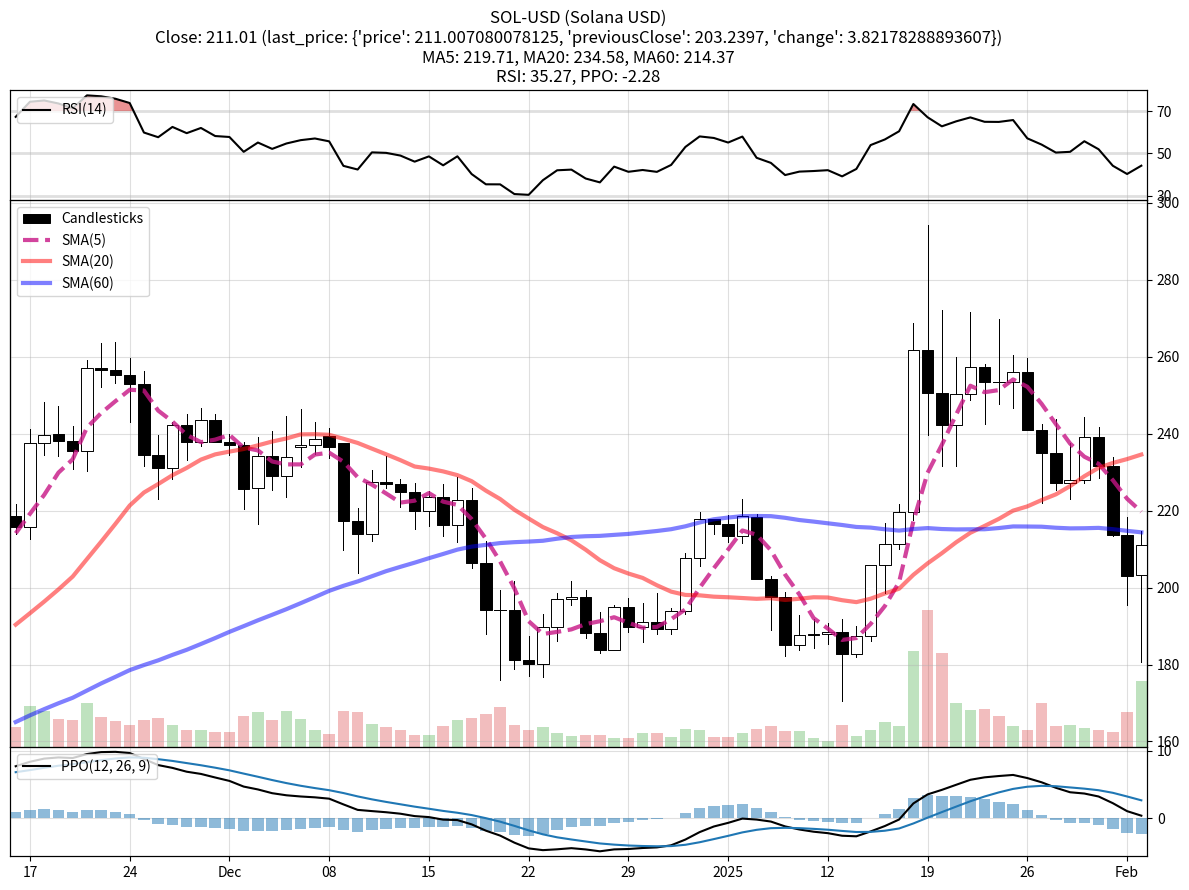 SOL-USD (Solana USD)
Close: 211.01 (last_price: {'price': 211.007080078125, 'previousClose': 203.2397, 'change': 3.82178288893607})
MA5: 219.71, MA20: 234.58, MA60: 214.37
RSI: 35.27, PPO: -2.28
RSI(14)
70
50
30
300
Candlesticks
SMA(5)
SMA(20)
SMA(60)
280
260
240
220
200
180
160
10
PPO(12, 26, 9)
0
17 24 Dec 08 15 22 29 2025 12 19 26 Feb